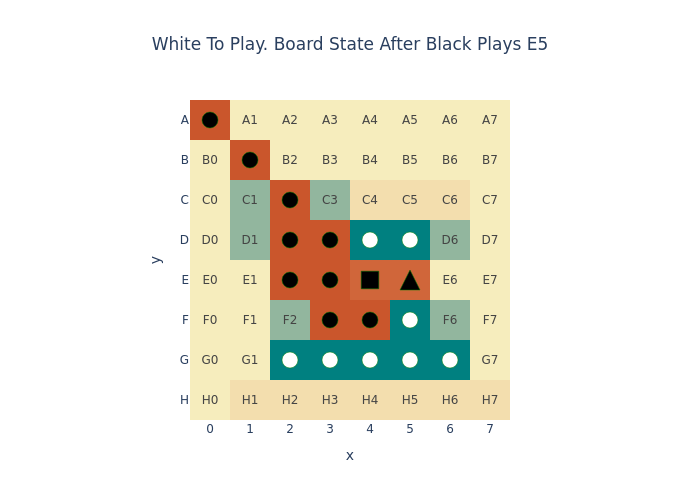 White To Play. Board State After Black Plays E5
A A1 A2 A3 A4 A5 A6 A7
B B0 B2 B3 B4 B5 B6 B7
C C0 C1 C3 C4 C5 C6 C7
D D0 D1 D6 D7
E E0 E1 E6 E7
F F0 F1 F2 F6 F7
G G0 G1 G7
H H0 H1 H2 H3 H4 H5 H6 H7
0 1 2 3 4 5 6 7
x
y